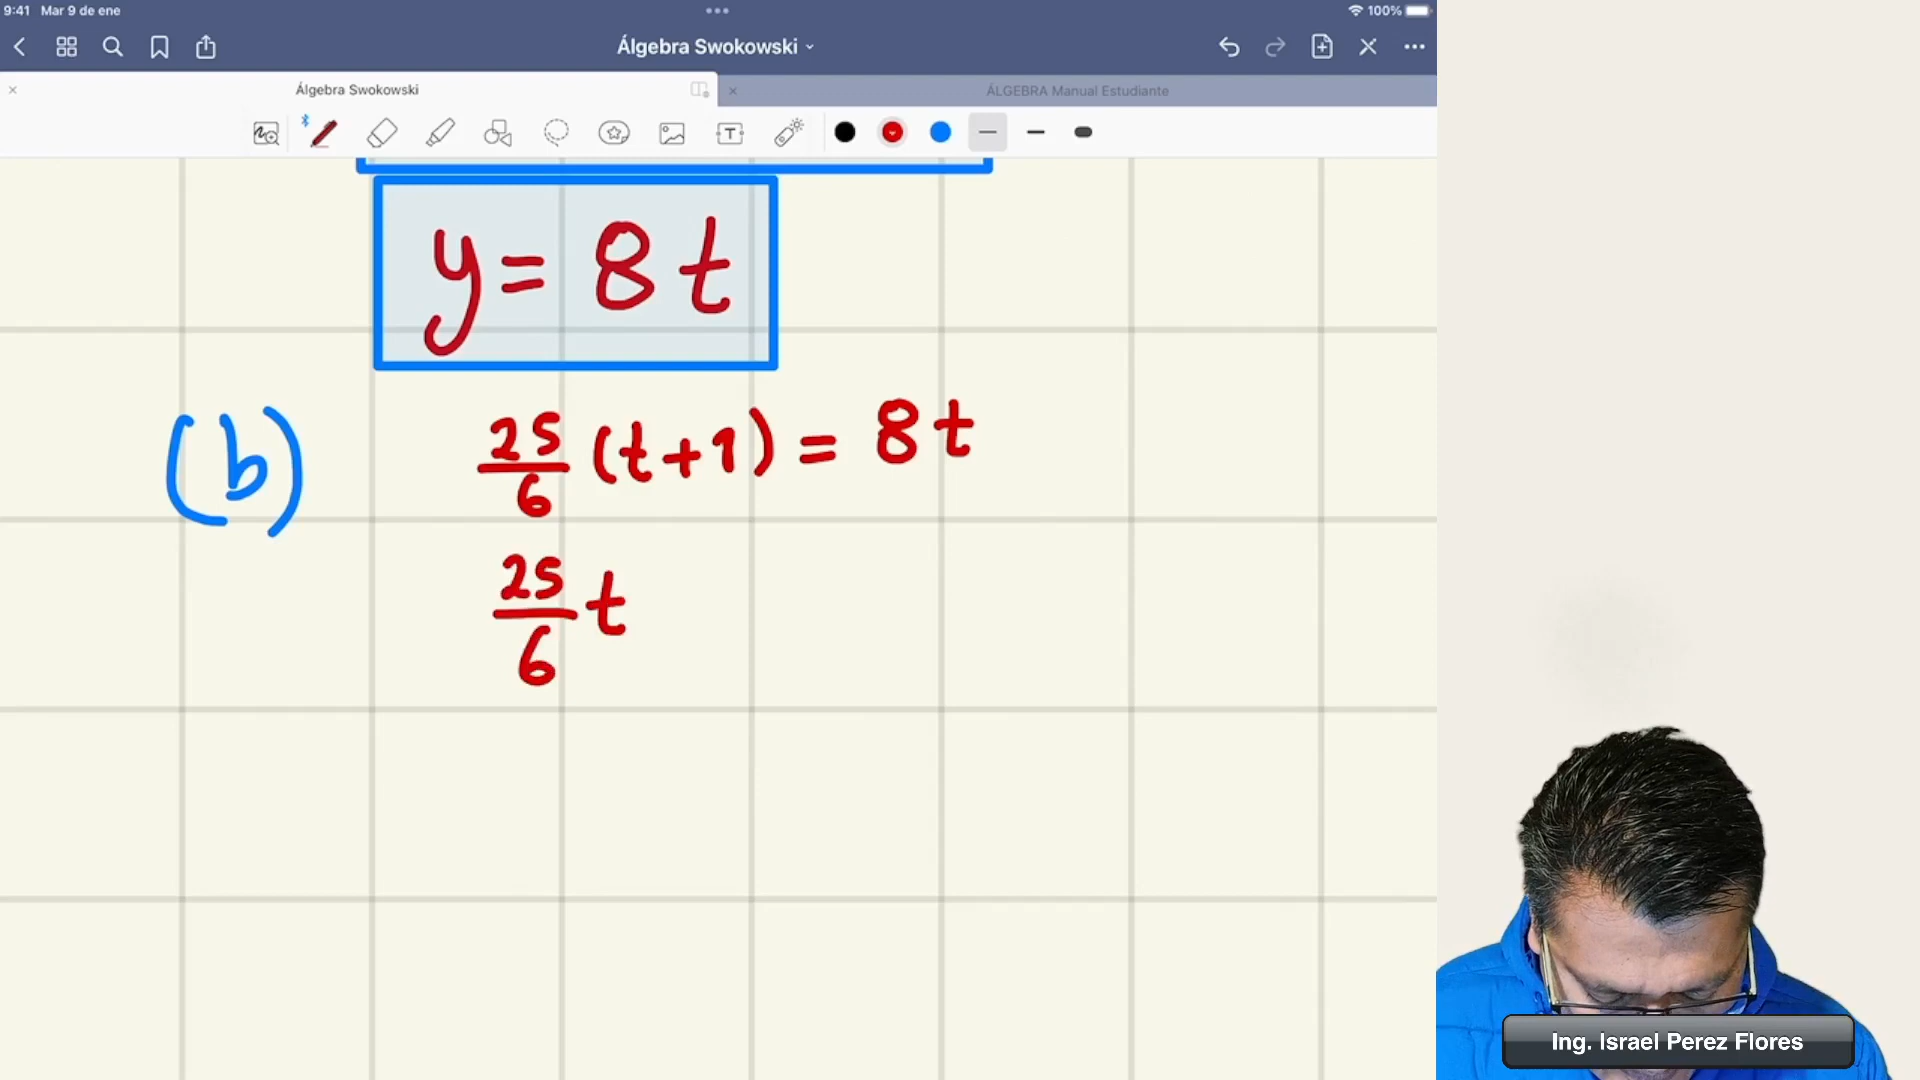 9:41 Mar 9 de ene 100%
Álgebra Swokowski
Álgebra Swokowski ÁLGEBRA Manual Estudiante
y = 8t
(b) 25/6 (t+1) = 8t
25/6 t
Ing. Israel Perez Flores